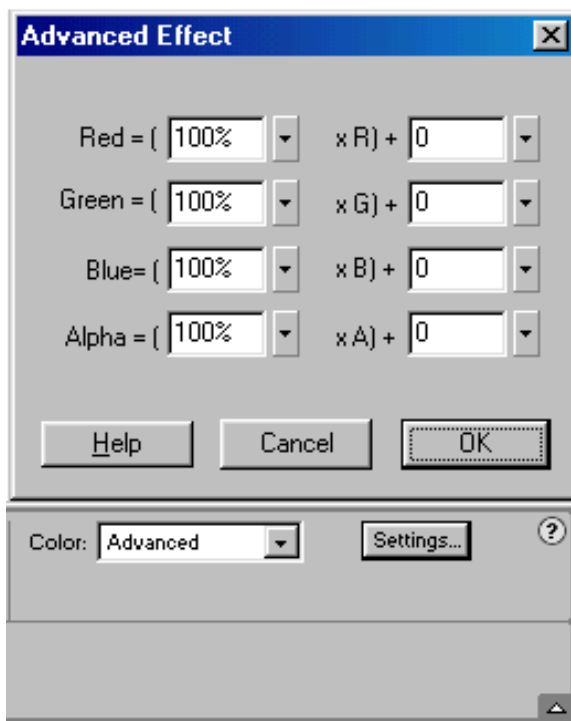 Advanced Effect
Red = ( 100% x R) + 0
Green = ( 100% x G) + 0
Blue= ( 100% x B) + 0
Alpha = ( 100% x A) + 0
Help Cancel OK
Color: Advanced Settings... ?